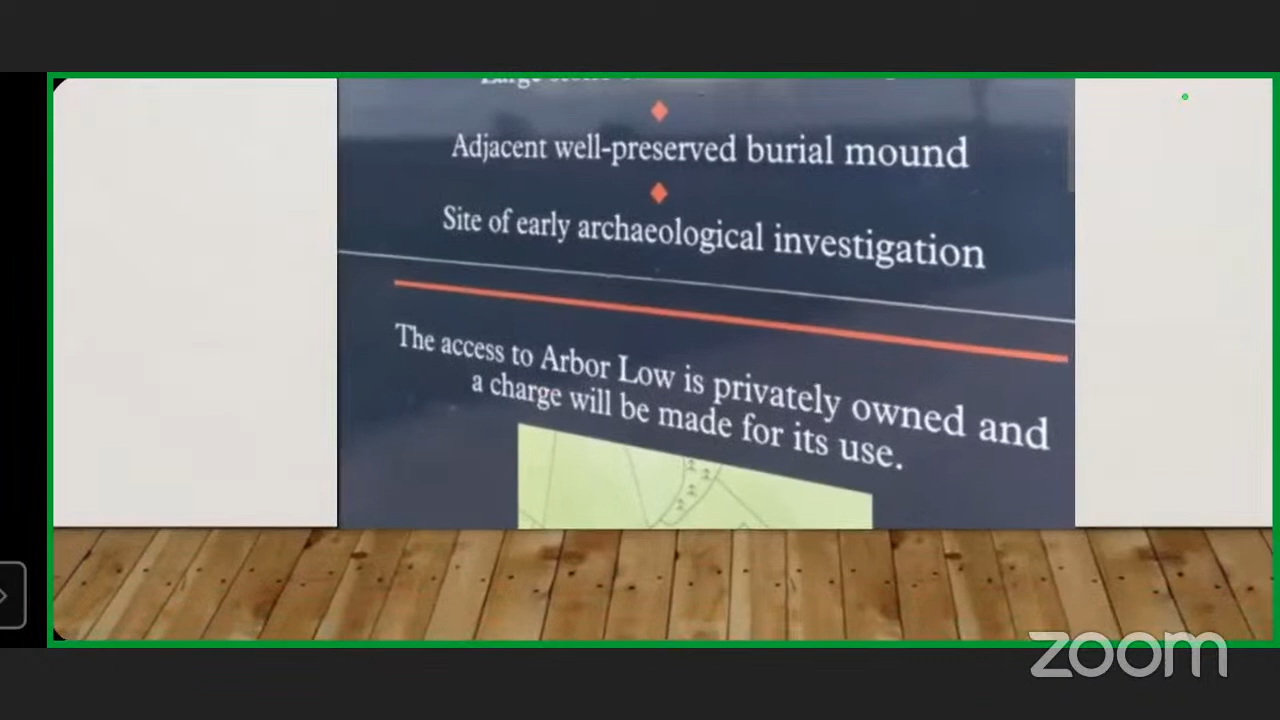 Adjacent well-preserved burial mound
Site of early archaeological investigation
The access to Arbor Low is privately owned and
a charge will be made for its use.
zoom